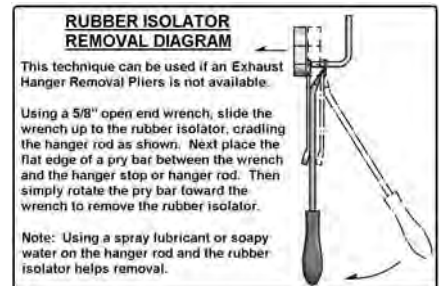 RUBBER ISOLATOR
REMOVAL DIAGRAM
This technique can be used if an Exhaust
Hanger Removal Pliers is not available.
Using a 5/8" open end wrench, slide the
wrench up to the rubber isolator, cradling
the hanger rod as shown. Next place the
flat edge of a pry bar between the wrench
and the hanger stop or hanger rod. Then
simply rotate the pry bar toward the
wrench to remove the rubber isolator.
Note: Using a spray lubricant or soapy
water on the hanger rod and the rubber
isolator helps removal.